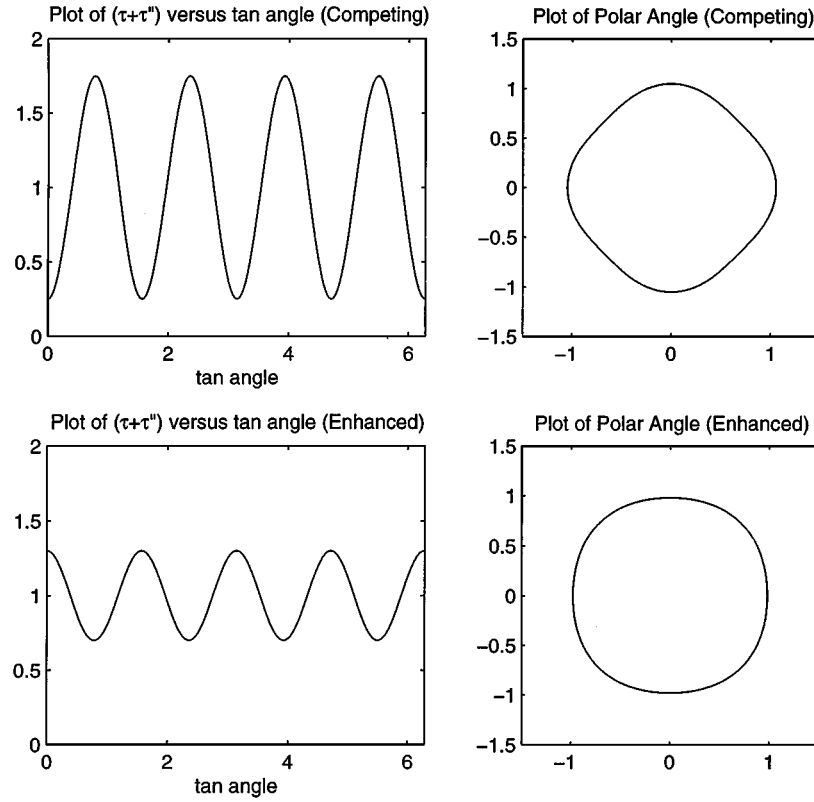 Plot of (τ+τ") versus tan angle (Competing)
2
1.5
1
0.5
0
0 2 4 6
tan angle
Plot of Polar Angle (Competing)
1.5
1
0.5
0
−0.5
−1
−1.5
−1 0 1
Plot of (τ+τ") versus tan angle (Enhanced)
2
1.5
1
0.5
0
0 2 4 6
tan angle
Plot of Polar Angle (Enhanced)
1.5
1
0.5
0
−0.5
−1
−1.5
−1 0 1